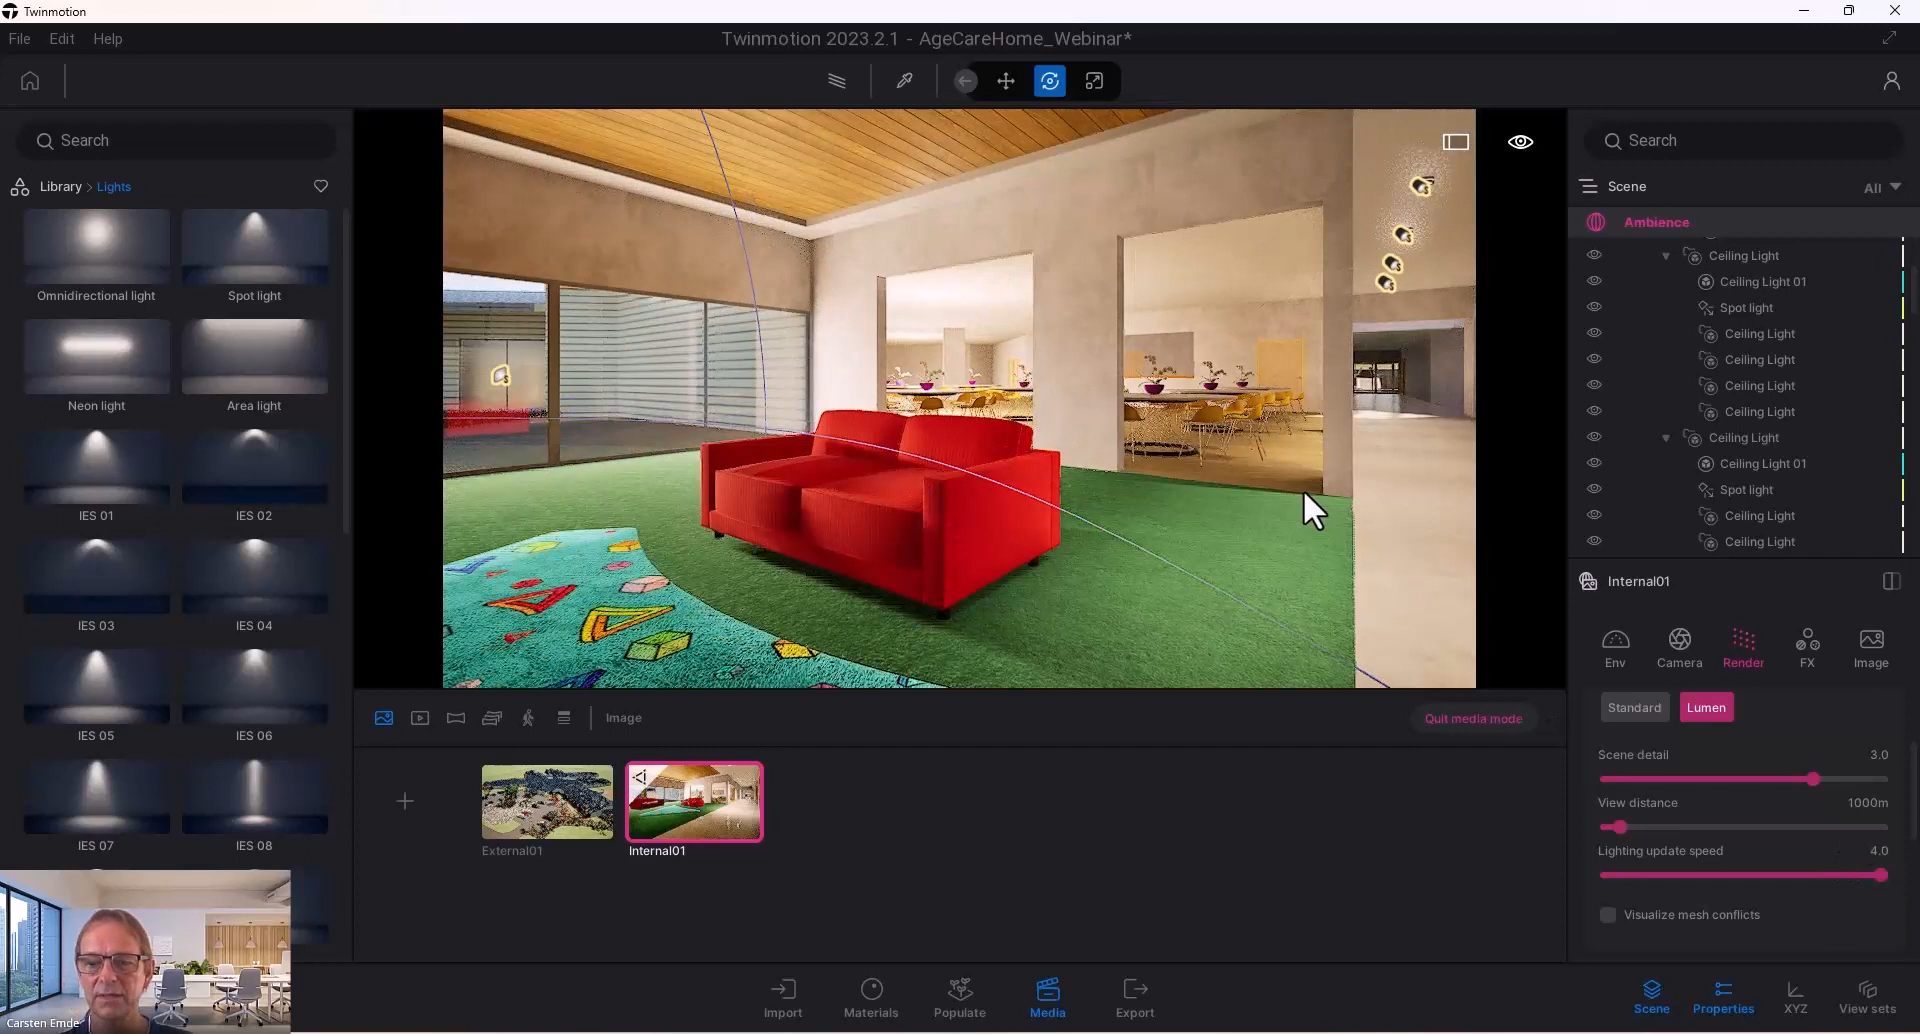 Twinmotion
File Edit Help
Twinmotion 2023.2.1 - AgeCareHome_Webinar*
Search
Library > Lights
Omnidirectional light
Spot light
Neon light
Area light
IES 01
IES 02
IES 03
IES 04
IES 05
IES 06
IES 07
IES 08
Carsten Emde
Image
Quit media mode
External01
Internal01
Import
Materials
Populate
Media
Export
Search
Scene
All
Ambience
Ceiling Light
Ceiling Light 01
Spot light
Ceiling Light
Ceiling Light
Ceiling Light
Ceiling Light
Ceiling Light
Ceiling Light 01
Spot light
Ceiling Light
Ceiling Light
Internal01
Env
Camera
Render
FX
Image
Standard
Lumen
Scene detail 3.0
View distance 1000m
Lighting update speed 4.0
Visualize mesh conflicts
Scene
Properties
XYZ
View sets